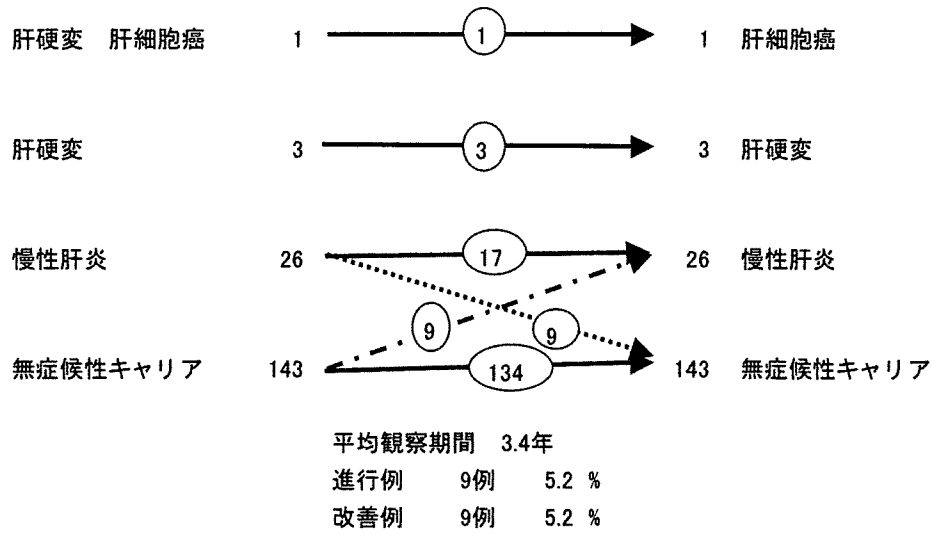 肝硬変　肝細胞癌 1 1 1 肝細胞癌
肝硬変 3 3 3 肝硬変
慢性肝炎 26 17 26 慢性肝炎
9 9
無症候性キャリア 143 134 143 無症候性キャリア
平均観察期間　3.4年
進行例 9例 5.2 %
改善例 9例 5.2 %